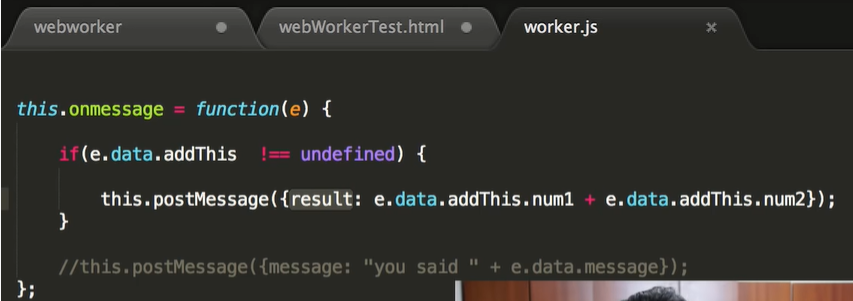 webworker
webWorkerTest.html
worker.js
this.onmessage = function(e) {
if(e.data.addThis  !== undefined) {
this.postMessage({result: e.data.addThis.num1 + e.data.addThis.num2});
}
//this.postMessage({message: "you said " + e.data.message});
};